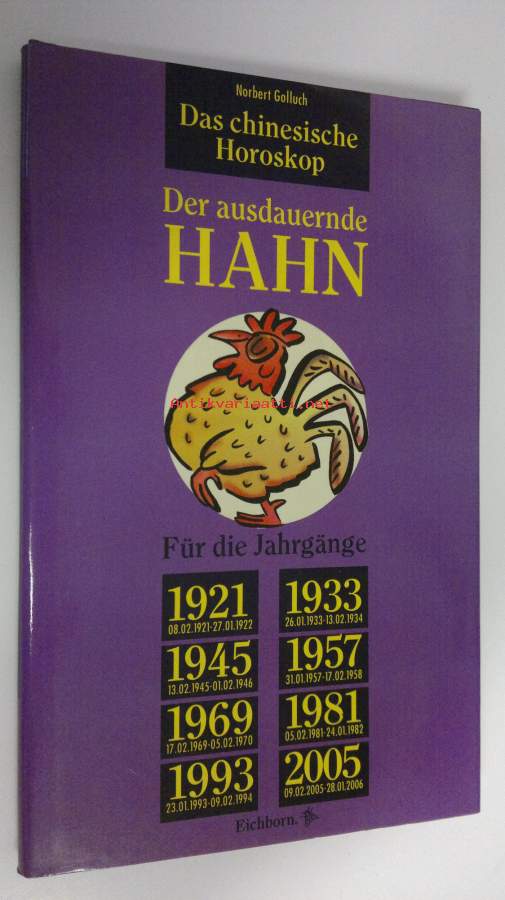 Norbert Golluch
Das chinesische
Horoskop
Der ausdauernde
HAHN
Antikvariaatti.net
Für die Jahrgänge
1921
08.02.1921-27.01.1922
1933
26.01.1933-13.02.1934
1945
13.02.1945-01.02.1946
1957
31.01.1957-17.02.1958
1969
17.02.1969-05.02.1970
1981
05.02.1981-24.01.1982
1993
23.01.1993-09.02.1994
2005
09.02.2005-28.01.2006
Eichborn.